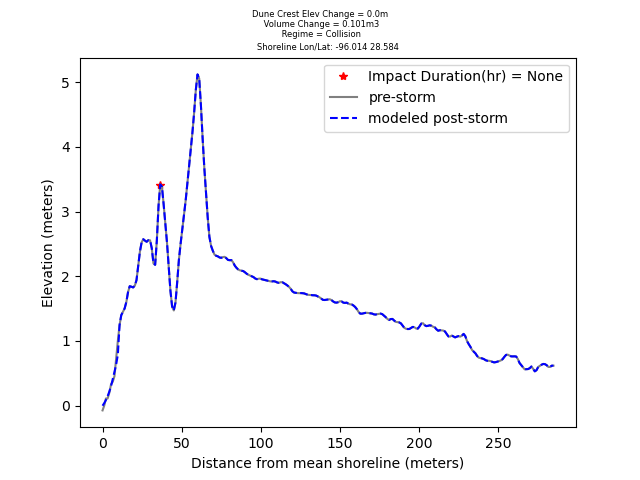 Dune Crest Elev Change = 0.0m
Volume Change = 0.101m3
Regime = Collision
Shoreline Lon/Lat: -96.014 28.584
Impact Duration(hr) = None
pre-storm
modeled post-storm
Elevation (meters)
5
4
3
2
1
0
0 50 100 150 200 250
Distance from mean shoreline (meters)